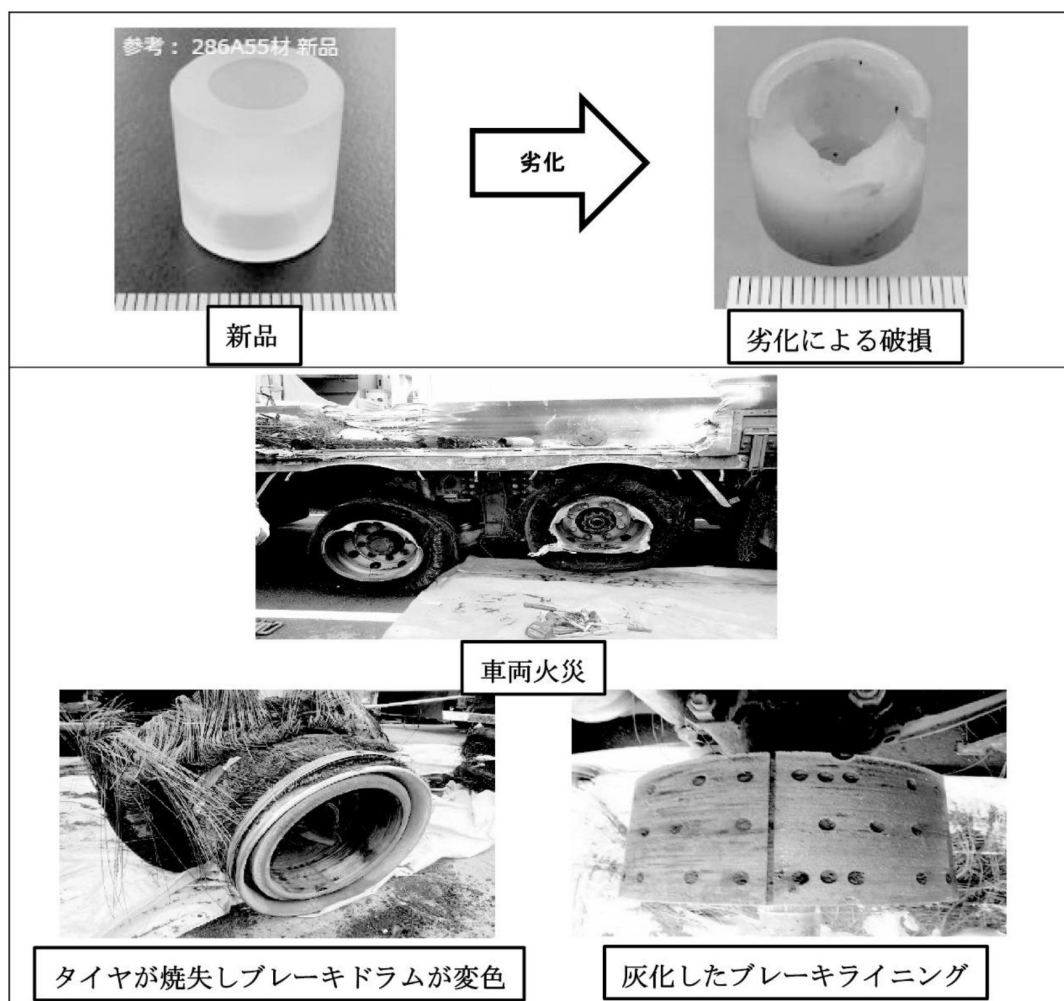 参考： 286A55材 新品
劣化
新品
劣化による破損
車両火災
タイヤが焼失しブレーキドラムが変色
灰化したブレーキライニング